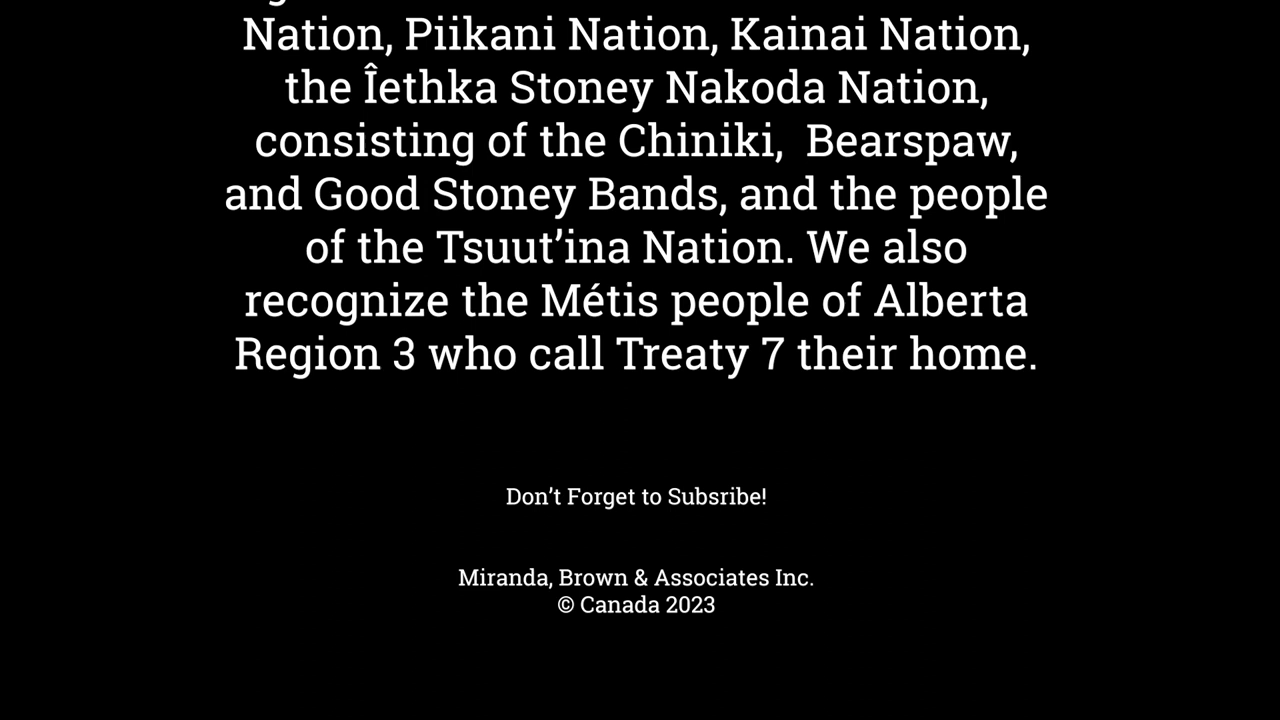 Nation, Piikani Nation, Kainai Nation,
the Îethka Stoney Nakoda Nation,
consisting of the Chiniki,  Bearspaw,
and Good Stoney Bands, and the people
of the Tsuut’ina Nation. We also
recognize the Métis people of Alberta
Region 3 who call Treaty 7 their home.
Don’t Forget to Subsribe!
Miranda, Brown & Associates Inc.
© Canada 2023